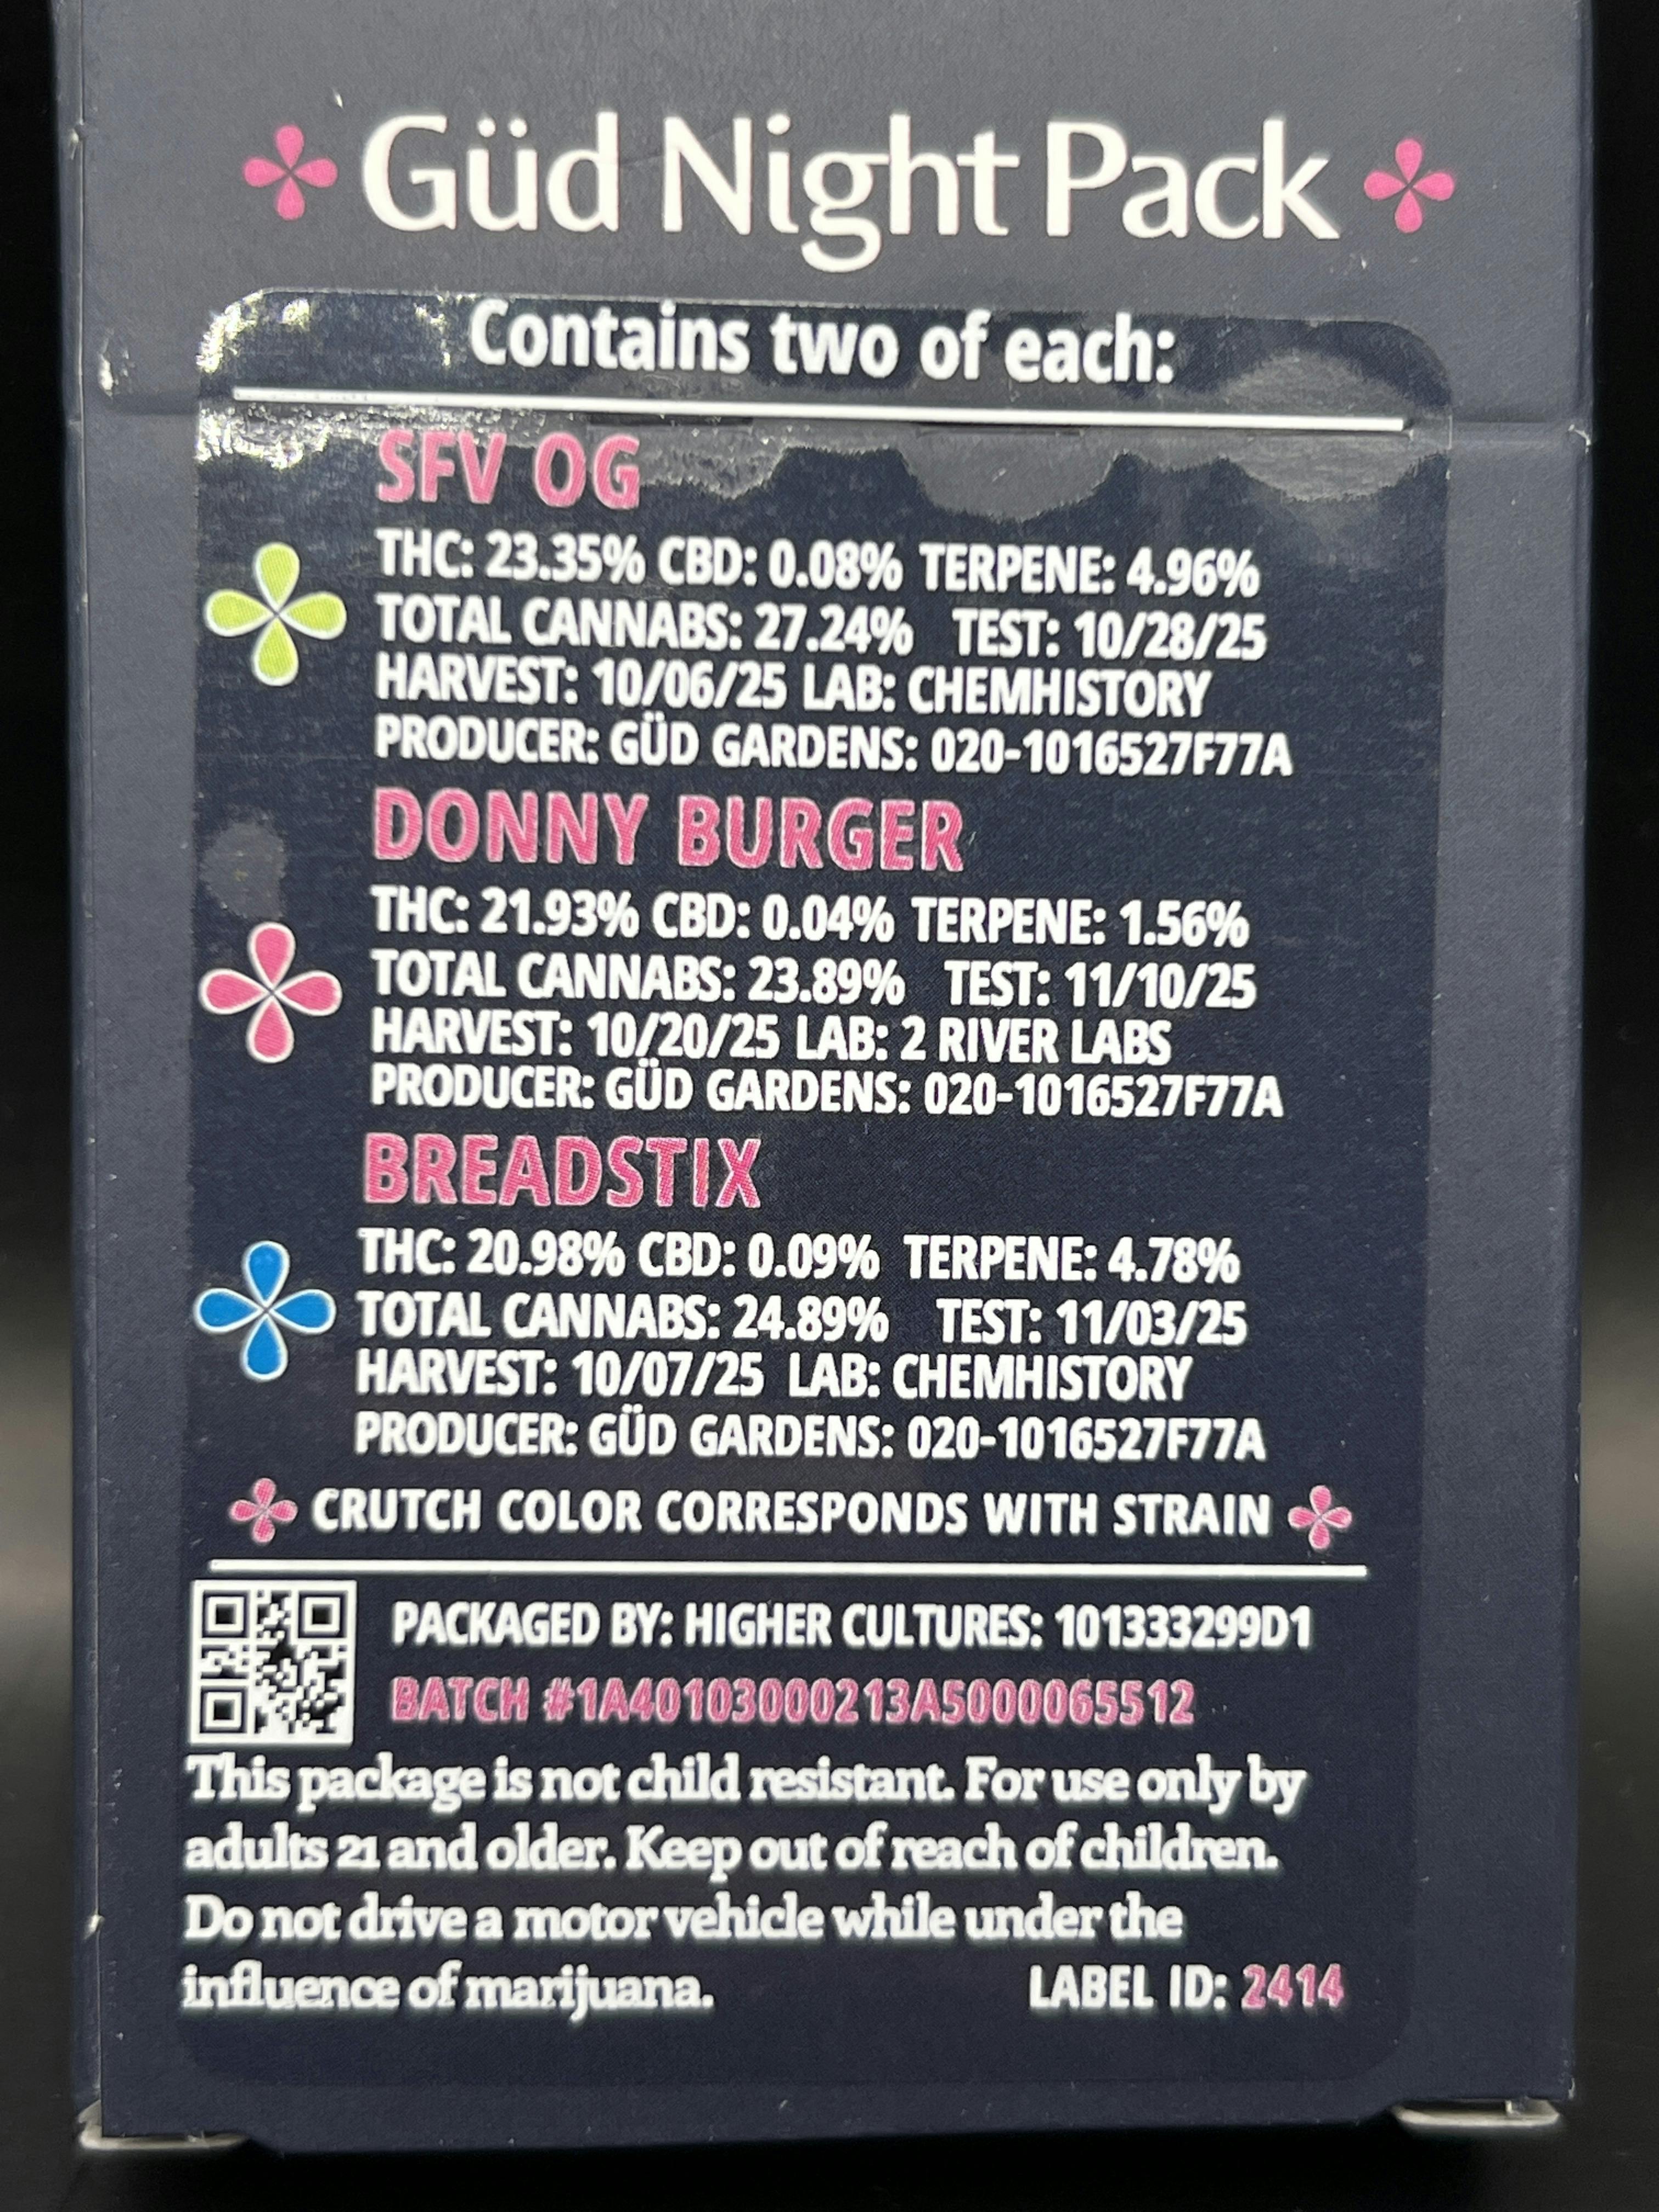 Güd Night Pack
Contains two of each:
SFV OG
THC: 23.35% CBD: 0.08% TERPENE: 4.96%
TOTAL CANNABS: 27.24% TEST: 10/28/25
HARVEST: 10/06/25 LAB: CHEMHISTORY
PRODUCER: GÜD GARDENS: 020-1016527F77A
DONNY BURGER
THC: 21.93% CBD: 0.04% TERPENE: 1.56%
TOTAL CANNABS: 23.89% TEST: 11/10/25
HARVEST: 10/20/25 LAB: 2 RIVER LABS
PRODUCER: GÜD GARDENS: 020-1016527F77A
BREADSTIX
THC: 20.98% CBD: 0.09% TERPENE: 4.78%
TOTAL CANNABS: 24.89% TEST: 11/03/25
HARVEST: 10/07/25 LAB: CHEMHISTORY
PRODUCER: GÜD GARDENS: 020-1016527F77A
CRUTCH COLOR CORRESPONDS WITH STRAIN
PACKAGED BY: HIGHER CULTURES: 101333299D1
BATCH #1A40103000213A5000065512
This package is not child resistant. For use only by
adults 21 and older. Keep out of reach of children.
Do not drive a motor vehicle while under the
influence of marijuana.
LABEL ID: 2414